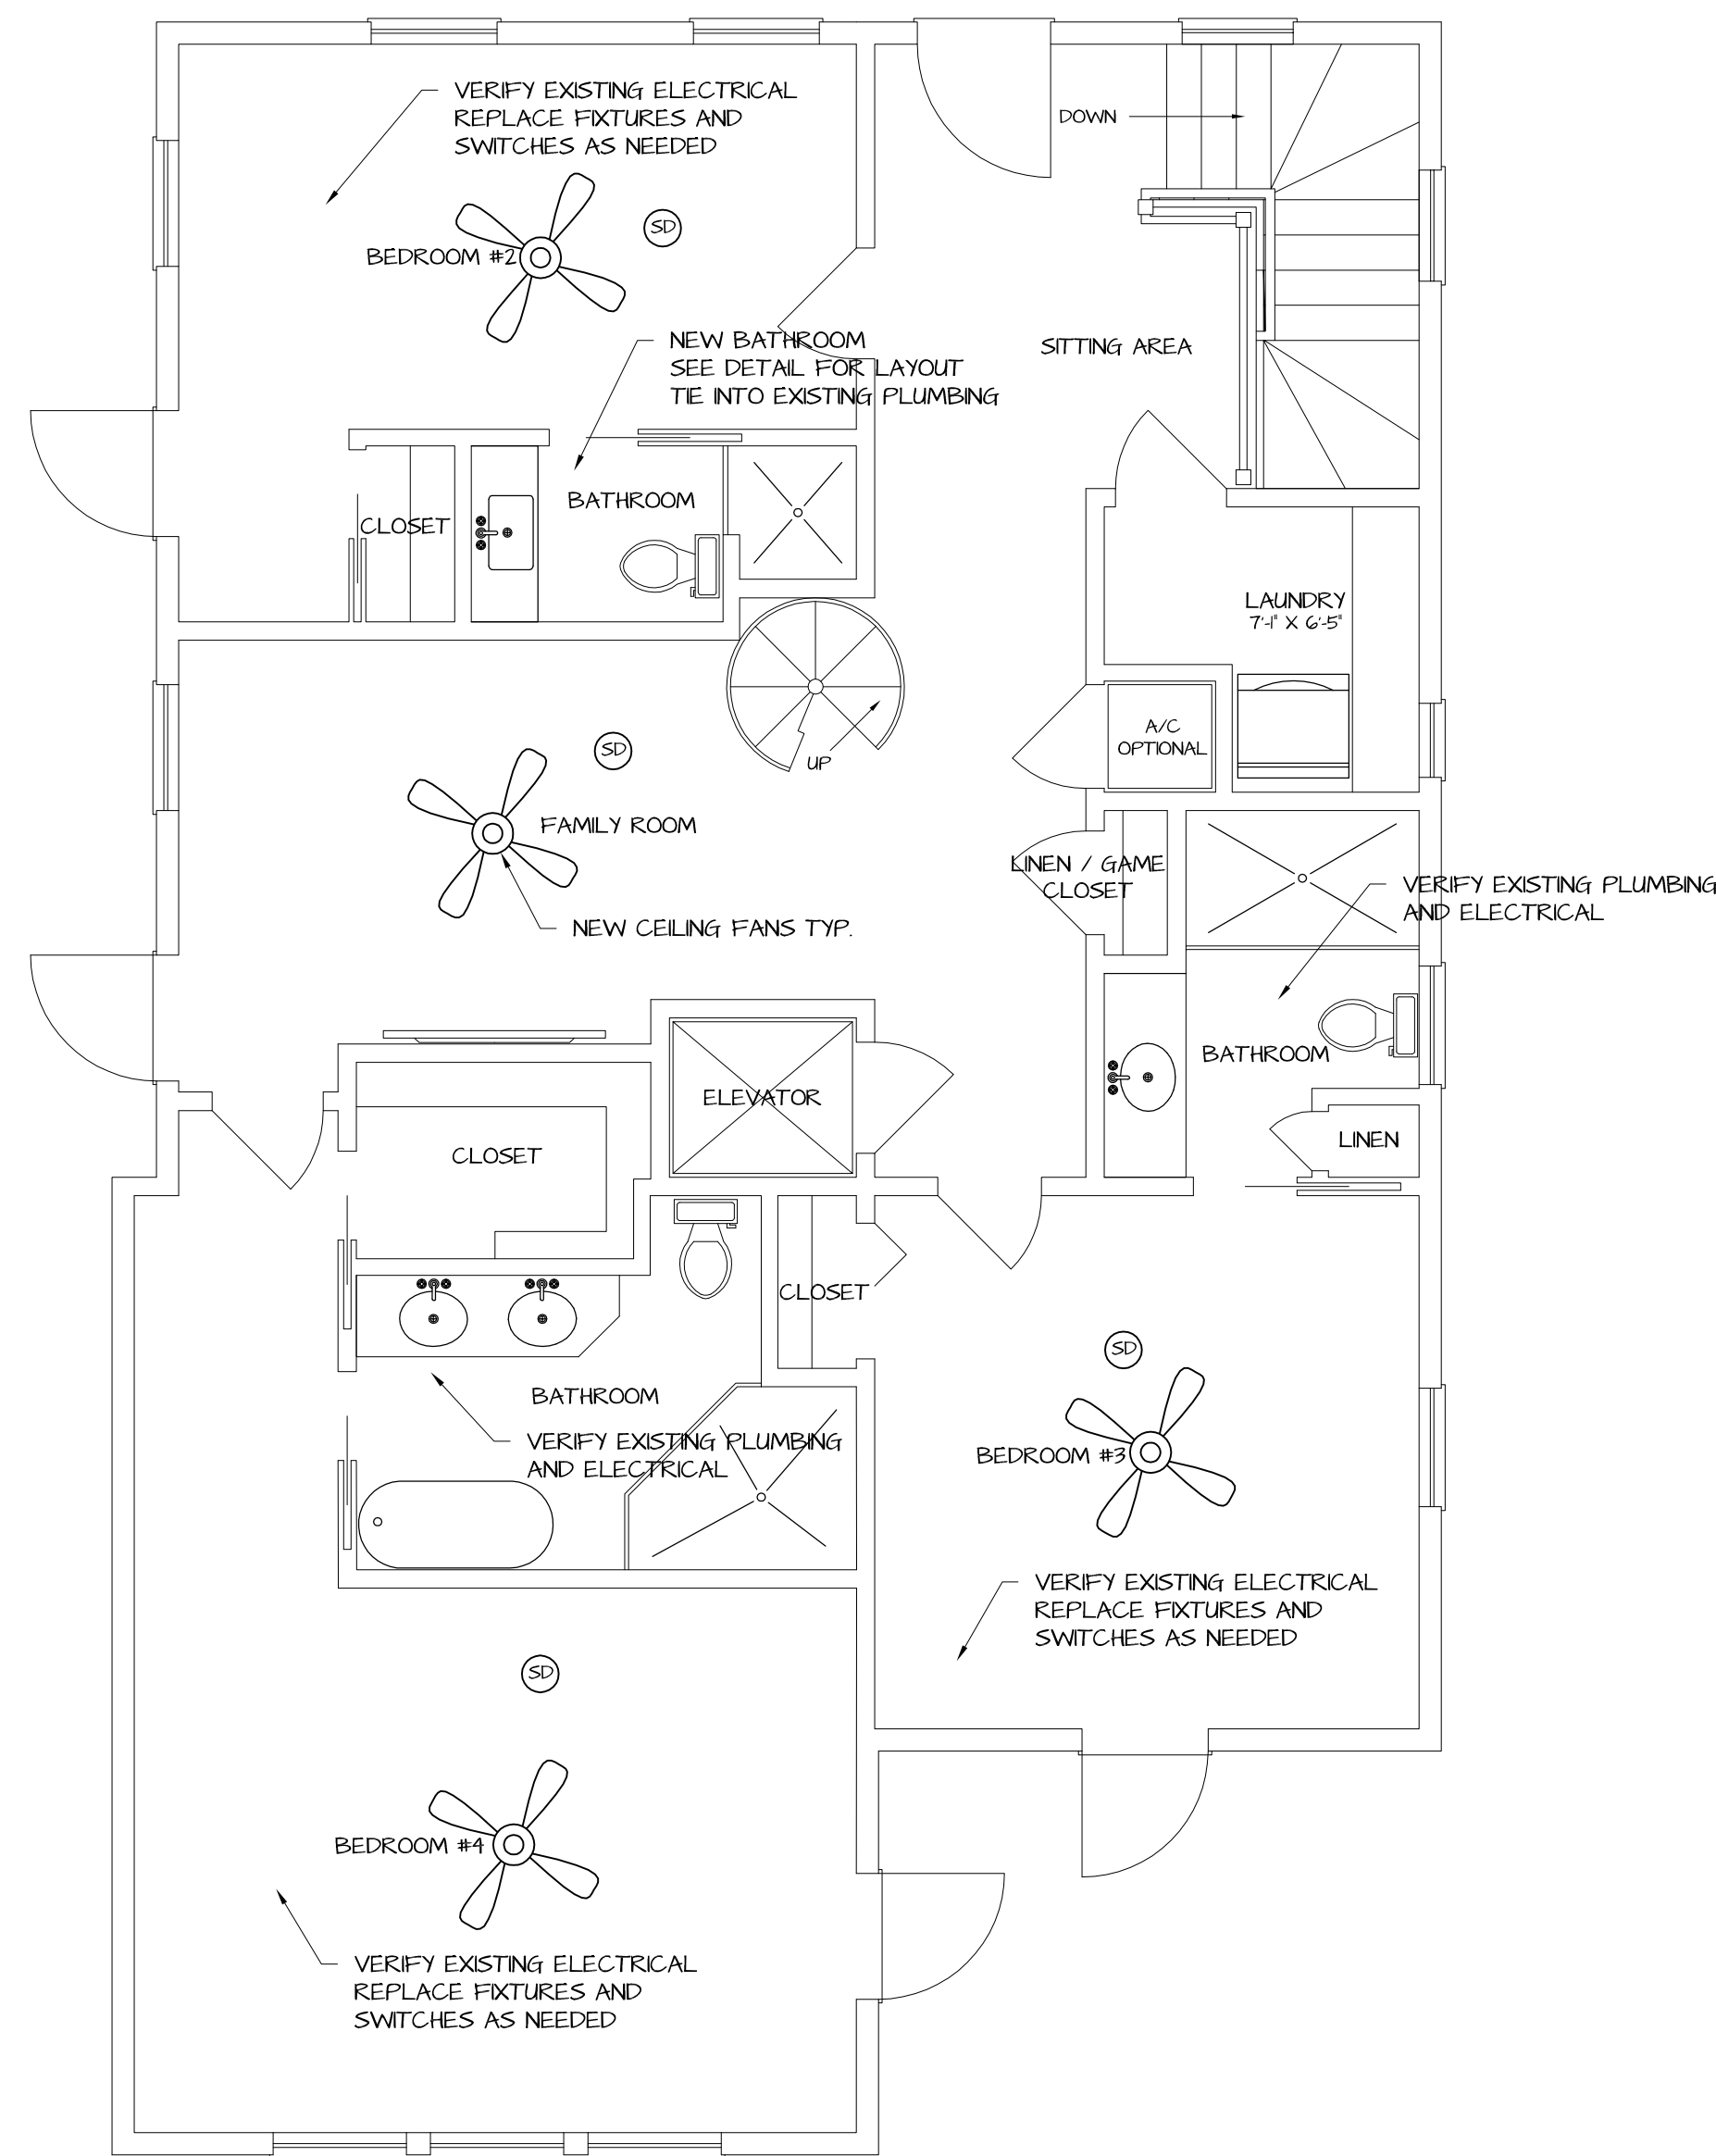 VERIFY EXISTING ELECTRICAL
REPLACE FIXTURES AND
SWITCHES AS NEEDED
DOWN
SD
BEDROOM #2
NEW BATHROOM
SEE DETAIL FOR LAYOUT
TIE INTO EXISTING PLUMBING
SITTING AREA
CLOSET
BATHROOM
LAUNDRY
7'-1" X 6'-5"
A/C
OPTIONAL
UP
SD
FAMILY ROOM
NEW CEILING FANS TYP.
LINEN / GAME
CLOSET
VERIFY EXISTING PLUMBING
AND ELECTRICAL
BATHROOM
ELEVATOR
LINEN
CLOSET
CLOSET
BATHROOM
VERIFY EXISTING PLUMBING
AND ELECTRICAL
SD
BEDROOM #3
VERIFY EXISTING ELECTRICAL
REPLACE FIXTURES AND
SWITCHES AS NEEDED
SD
BEDROOM #4
VERIFY EXISTING ELECTRICAL
REPLACE FIXTURES AND
SWITCHES AS NEEDED